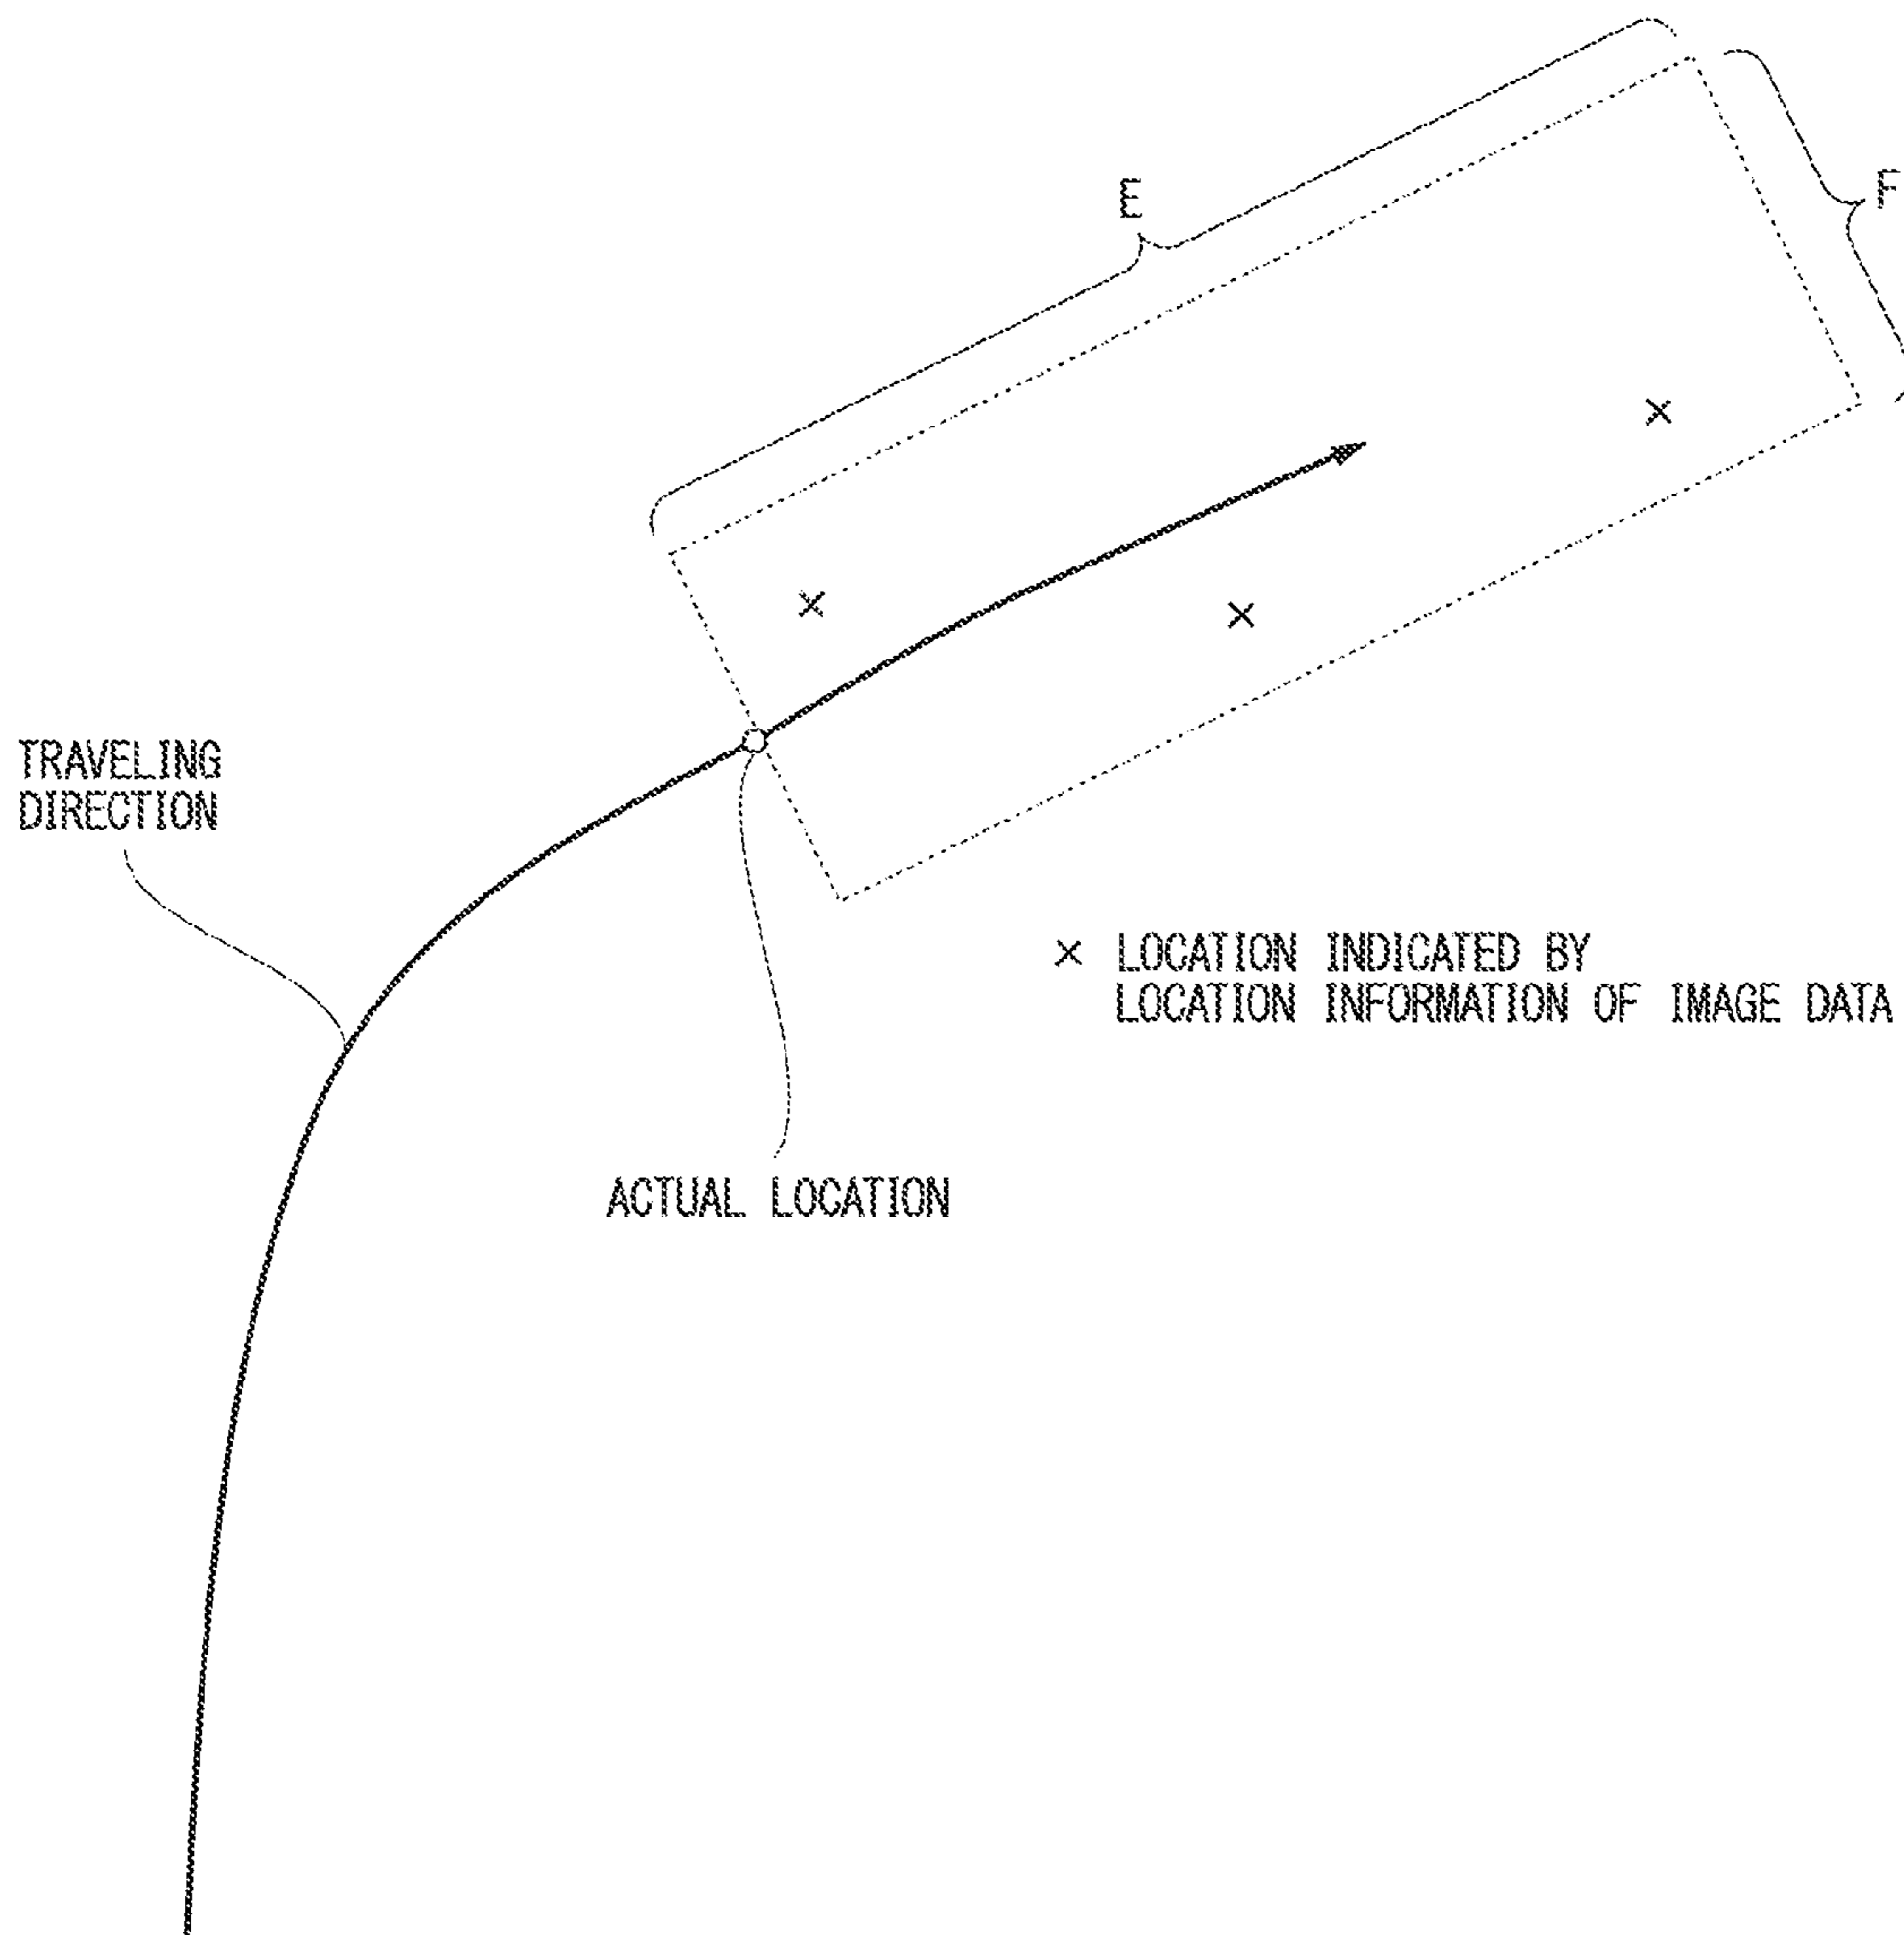 E
F
TRAVELING
DIRECTION
× LOCATION INDICATED BY
LOCATION INFORMATION OF IMAGE DATA
ACTUAL LOCATION